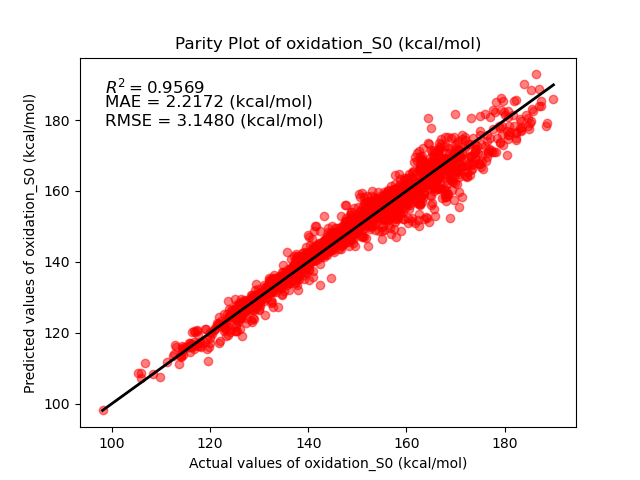 Parity Plot of oxidation_S0 (kcal/mol)
R² = 0.9569
MAE = 2.2172 (kcal/mol)
RMSE = 3.1480 (kcal/mol)
Predicted values of oxidation_S0 (kcal/mol)
180
160
140
120
100
100 120 140 160 180
Actual values of oxidation_S0 (kcal/mol)